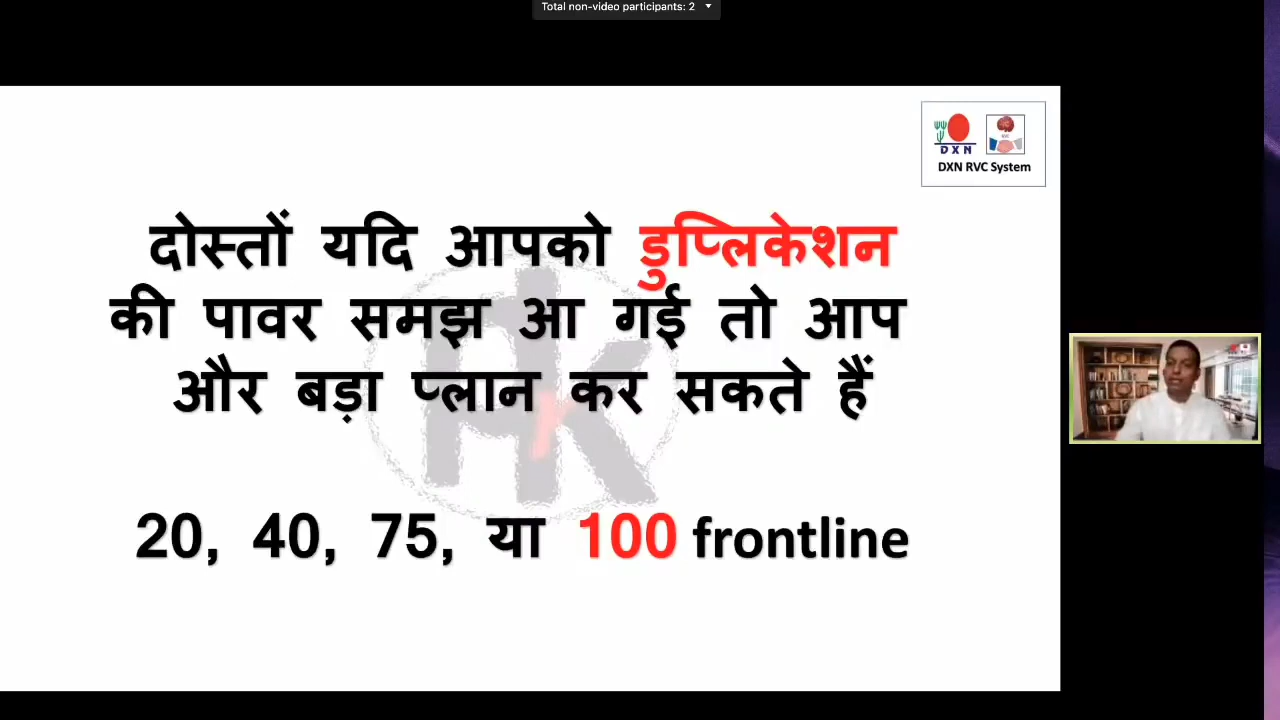 Total non-video participants: 2
DXN
DXN RVC System
दोस्तों यदि आपको डुप्लिकेशन
की पावर समझ आ गई तो आप
और बड़ा प्लान कर सकते हैं
20, 40, 75, या 100 frontline